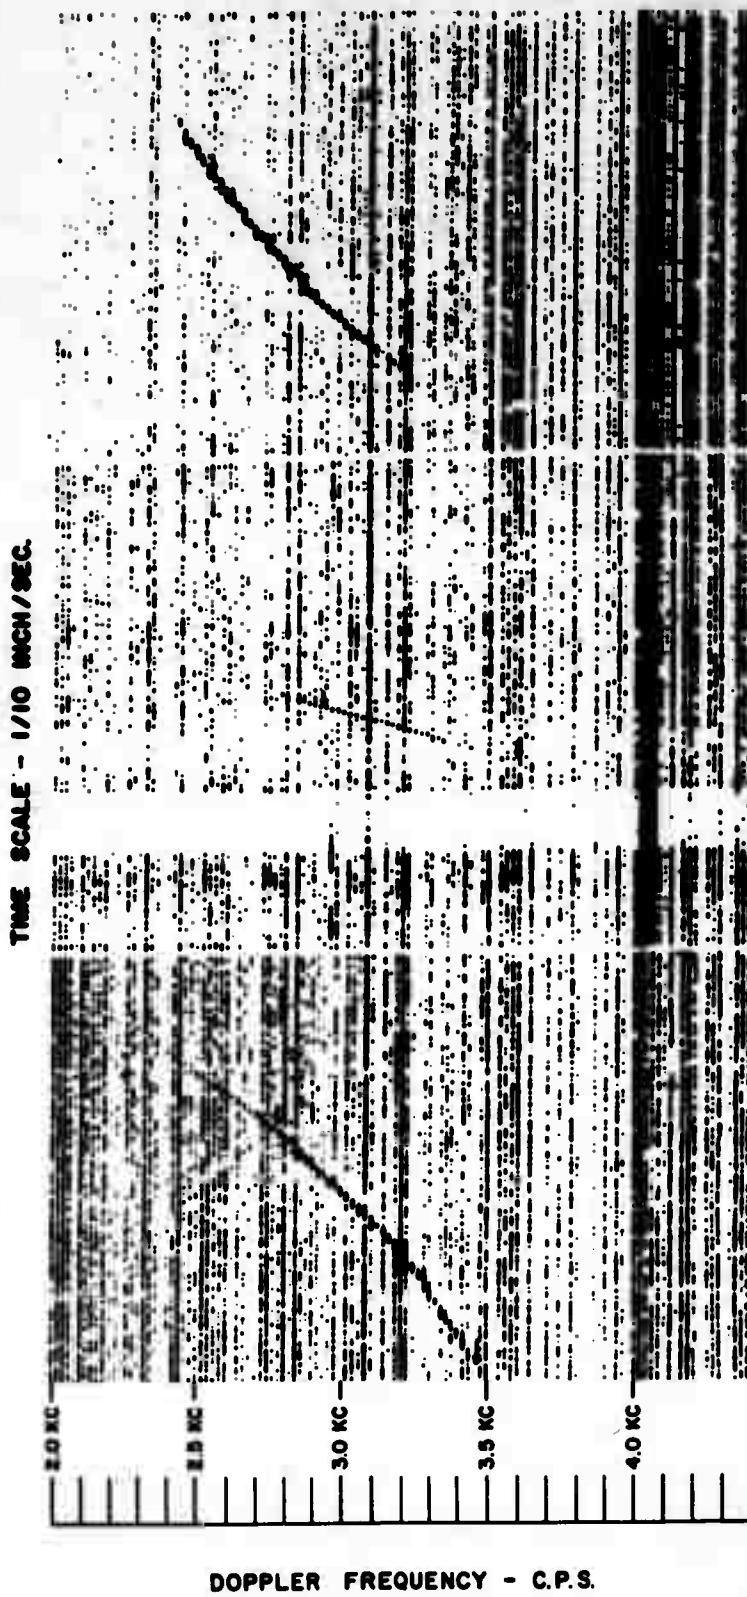 TIME SCALE - 1/10 INCH/SEC.
2.0 KC
2.5 KC
3.0 KC
3.5 KC
4.0 KC
DOPPLER FREQUENCY - C.P.S.